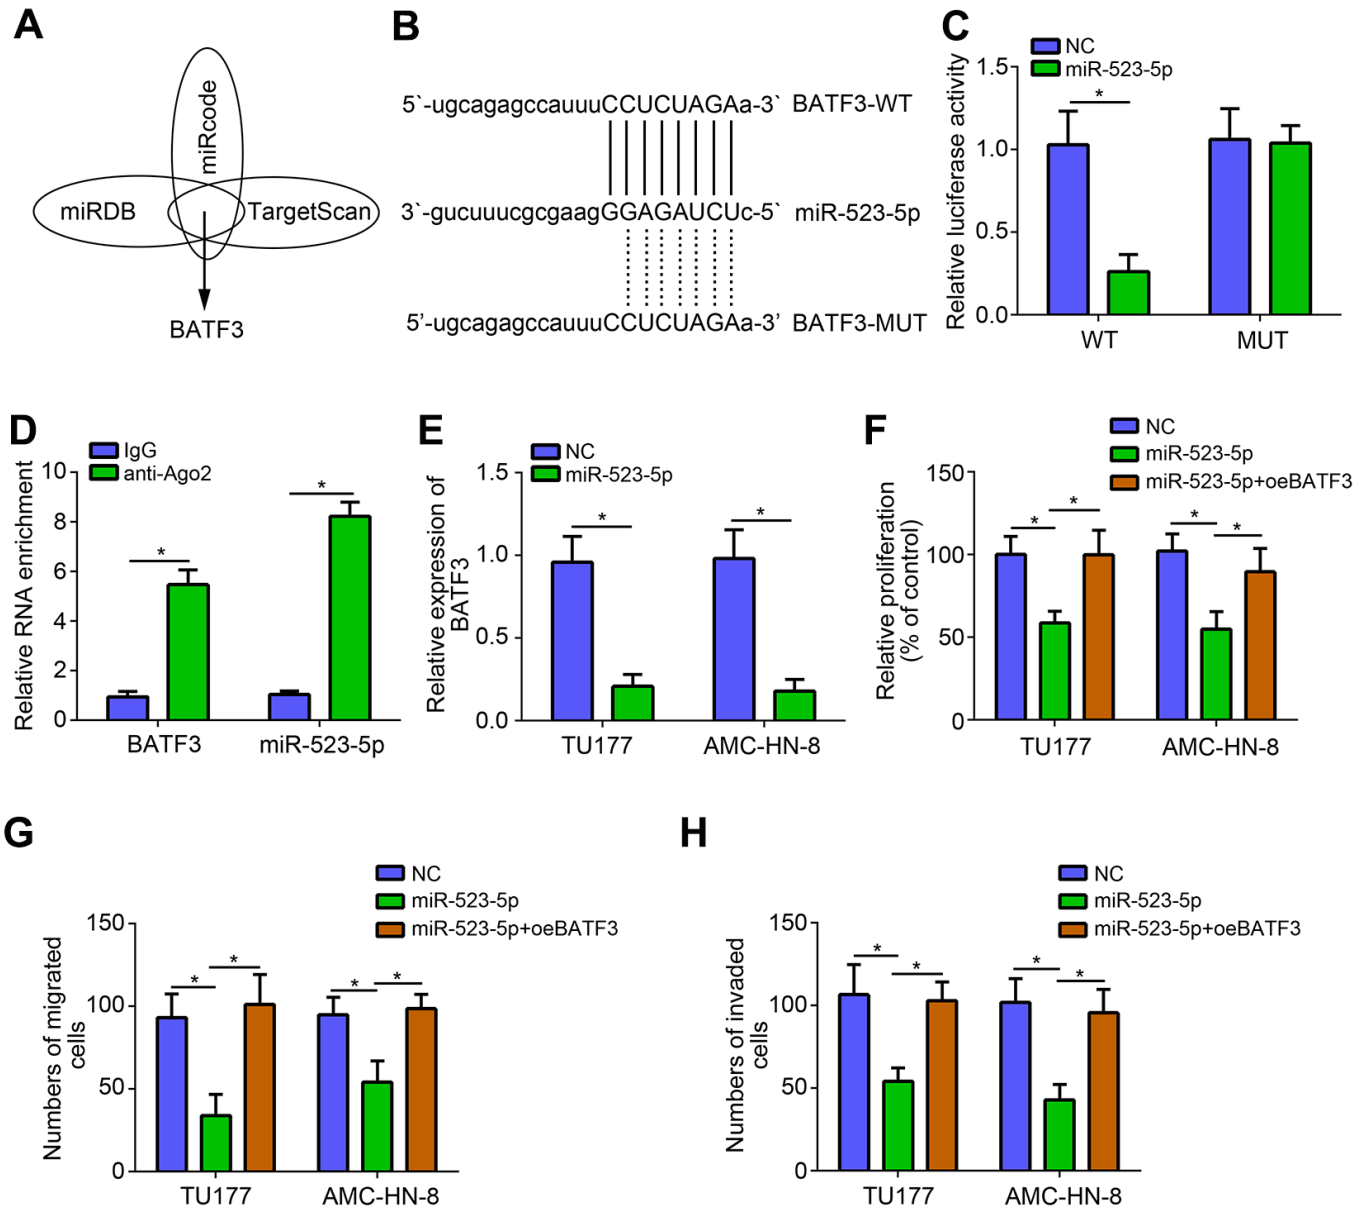 A
miRcode
miRDB
TargetScan
BATF3
B
5`-ugcagagccauuuCCUCUAGAa-3` BATF3-WT
3`-gucuuucgcgaagGGAGAUCUc-5` miR-523-5p
5'-ugcagagccauuuCCUCUAGAa-3' BATF3-MUT
C
NC
miR-523-5p
Relative luciferase activity
1.5
1.0
0.5
0.0
*
WT MUT
D
IgG
anti-Ago2
Relative RNA enrichment
10
8
6
4
2
0
* *
BATF3 miR-523-5p
E
NC
miR-523-5p
Relative expression of
BATF3
1.5
1.0
0.5
0.0
* *
TU177 AMC-HN-8
F
NC
miR-523-5p
miR-523-5p+oeBATF3
Relative proliferation
(% of control)
150
100
50
0
* * * *
TU177 AMC-HN-8
G
NC
miR-523-5p
miR-523-5p+oeBATF3
Numbers of migrated
cells
150
100
50
0
* * * *
TU177 AMC-HN-8
H
NC
miR-523-5p
miR-523-5p+oeBATF3
Numbers of invaded
cells
150
100
50
0
* * * *
TU177 AMC-HN-8